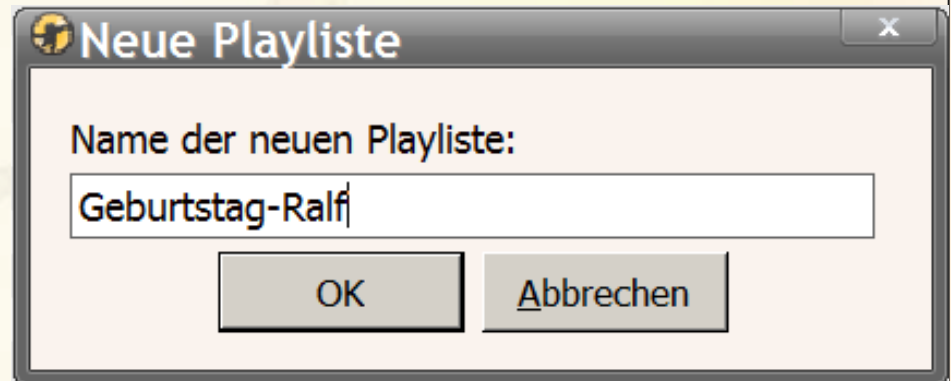 Neue Playliste
x
Name der neuen Playliste:
Geburtstag-Ralf
OK
Abbrechen